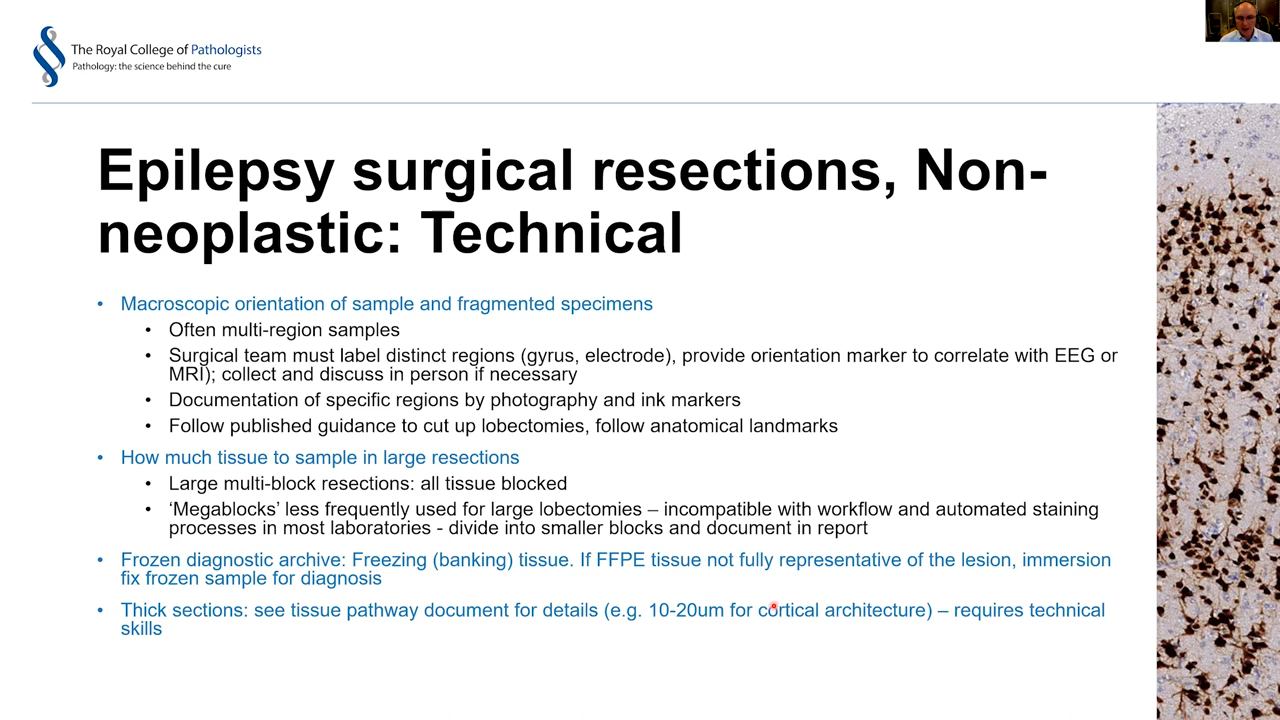 The Royal College of Pathologists
Pathology: the science behind the cure
Epilepsy surgical resections, Non-
neoplastic: Technical
• Macroscopic orientation of sample and fragmented specimens
• Often multi-region samples
• Surgical team must label distinct regions (gyrus, electrode), provide orientation marker to correlate with EEG or
MRI); collect and discuss in person if necessary
• Documentation of specific regions by photography and ink markers
• Follow published guidance to cut up lobectomies, follow anatomical landmarks
• How much tissue to sample in large resections
• Large multi-block resections: all tissue blocked
• ‘Megablocks’ less frequently used for large lobectomies – incompatible with workflow and automated staining
processes in most laboratories - divide into smaller blocks and document in report
• Frozen diagnostic archive: Freezing (banking) tissue. If FFPE tissue not fully representative of the lesion, immersion
fix frozen sample for diagnosis
• Thick sections: see tissue pathway document for details (e.g. 10-20um for cortical architecture) – requires technical
skills